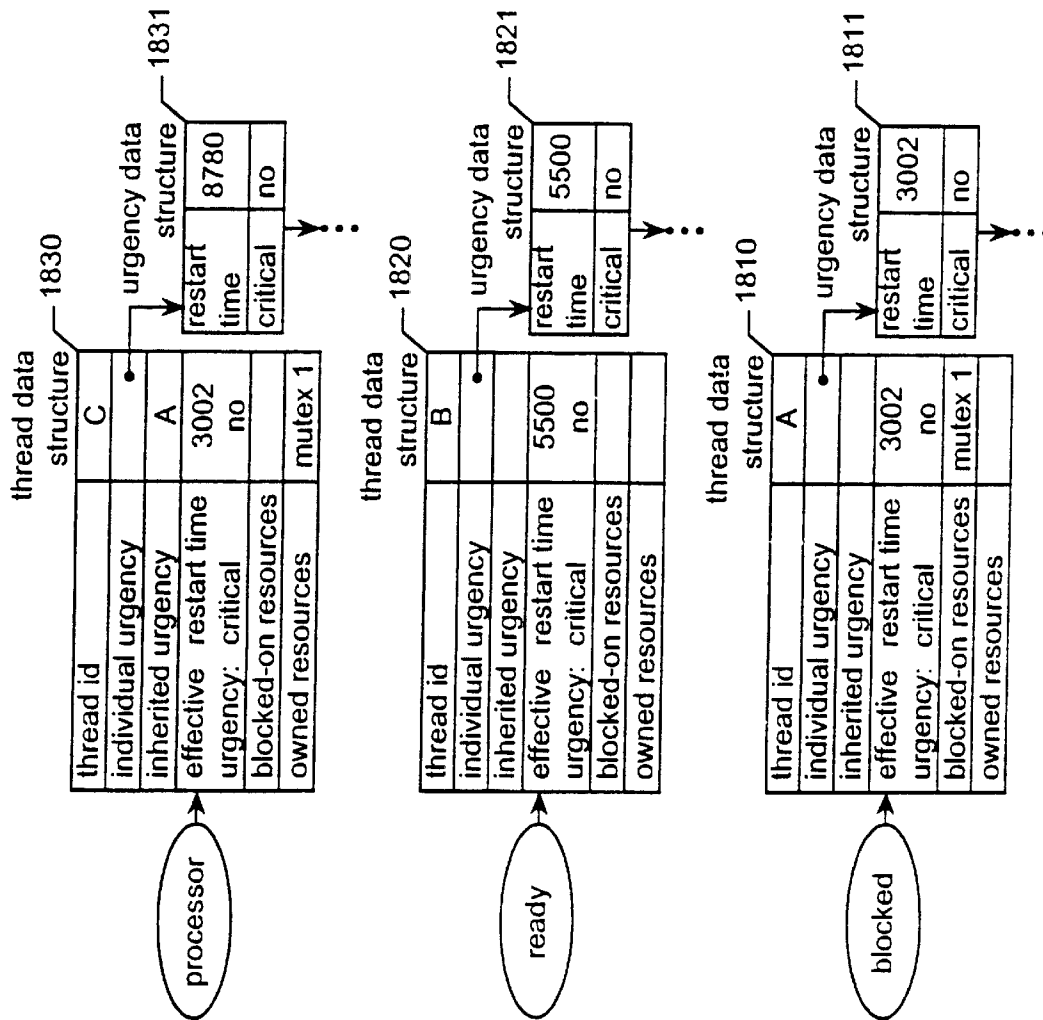 processor
thread data
structure
1830
thread id C
individual urgency
inherited urgency A
effective restart time 3002
urgency: critical no
blocked-on resources
owned resources mutex 1
urgency data
structure
1831
restart
time 8780
critical no
ready
thread data
structure
1820
thread id B
individual urgency
inherited urgency
effective restart time 5500
urgency: critical no
blocked-on resources
owned resources
urgency data
structure
1821
restart
time 5500
critical no
blocked
thread data
structure
1810
thread id A
individual urgency
inherited urgency
effective restart time 3002
urgency: critical no
blocked-on resources mutex 1
owned resources
urgency data
structure
1811
restart
time 3002
critical no